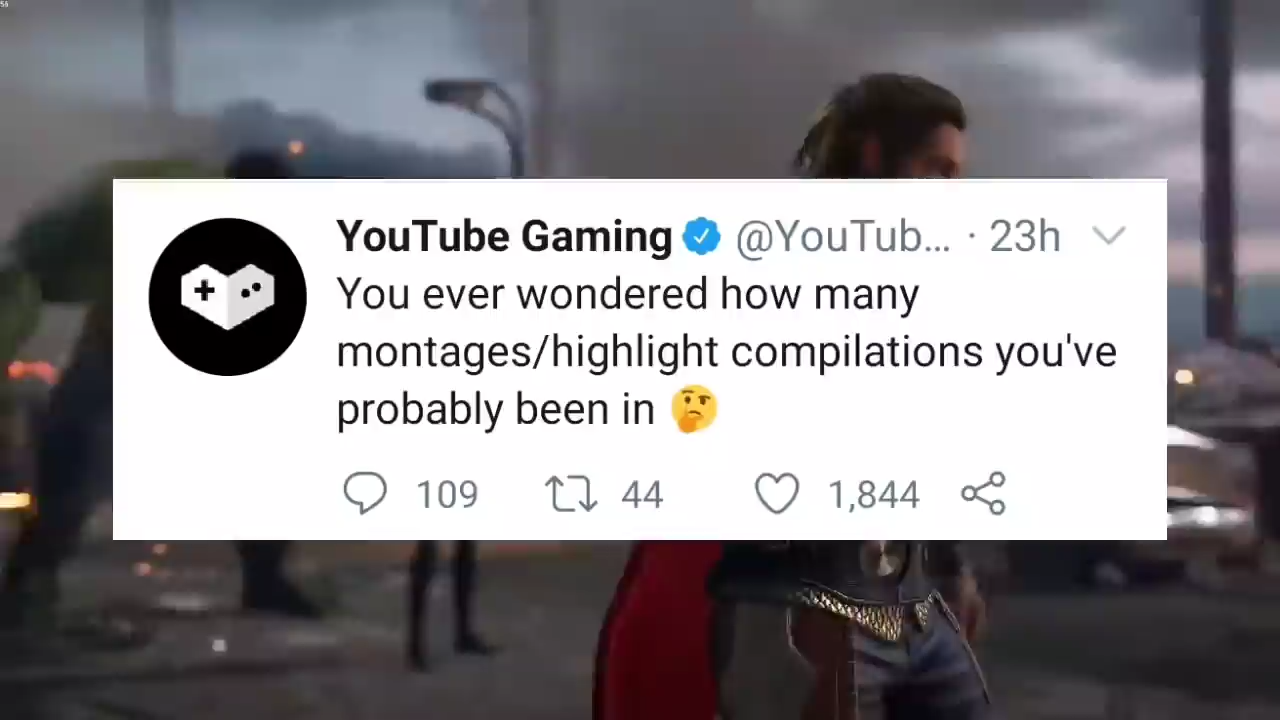 56
YouTube Gaming @YouTub... · 23h
You ever wondered how many
montages/highlight compilations you've
probably been in 🤔
109 44 1,844